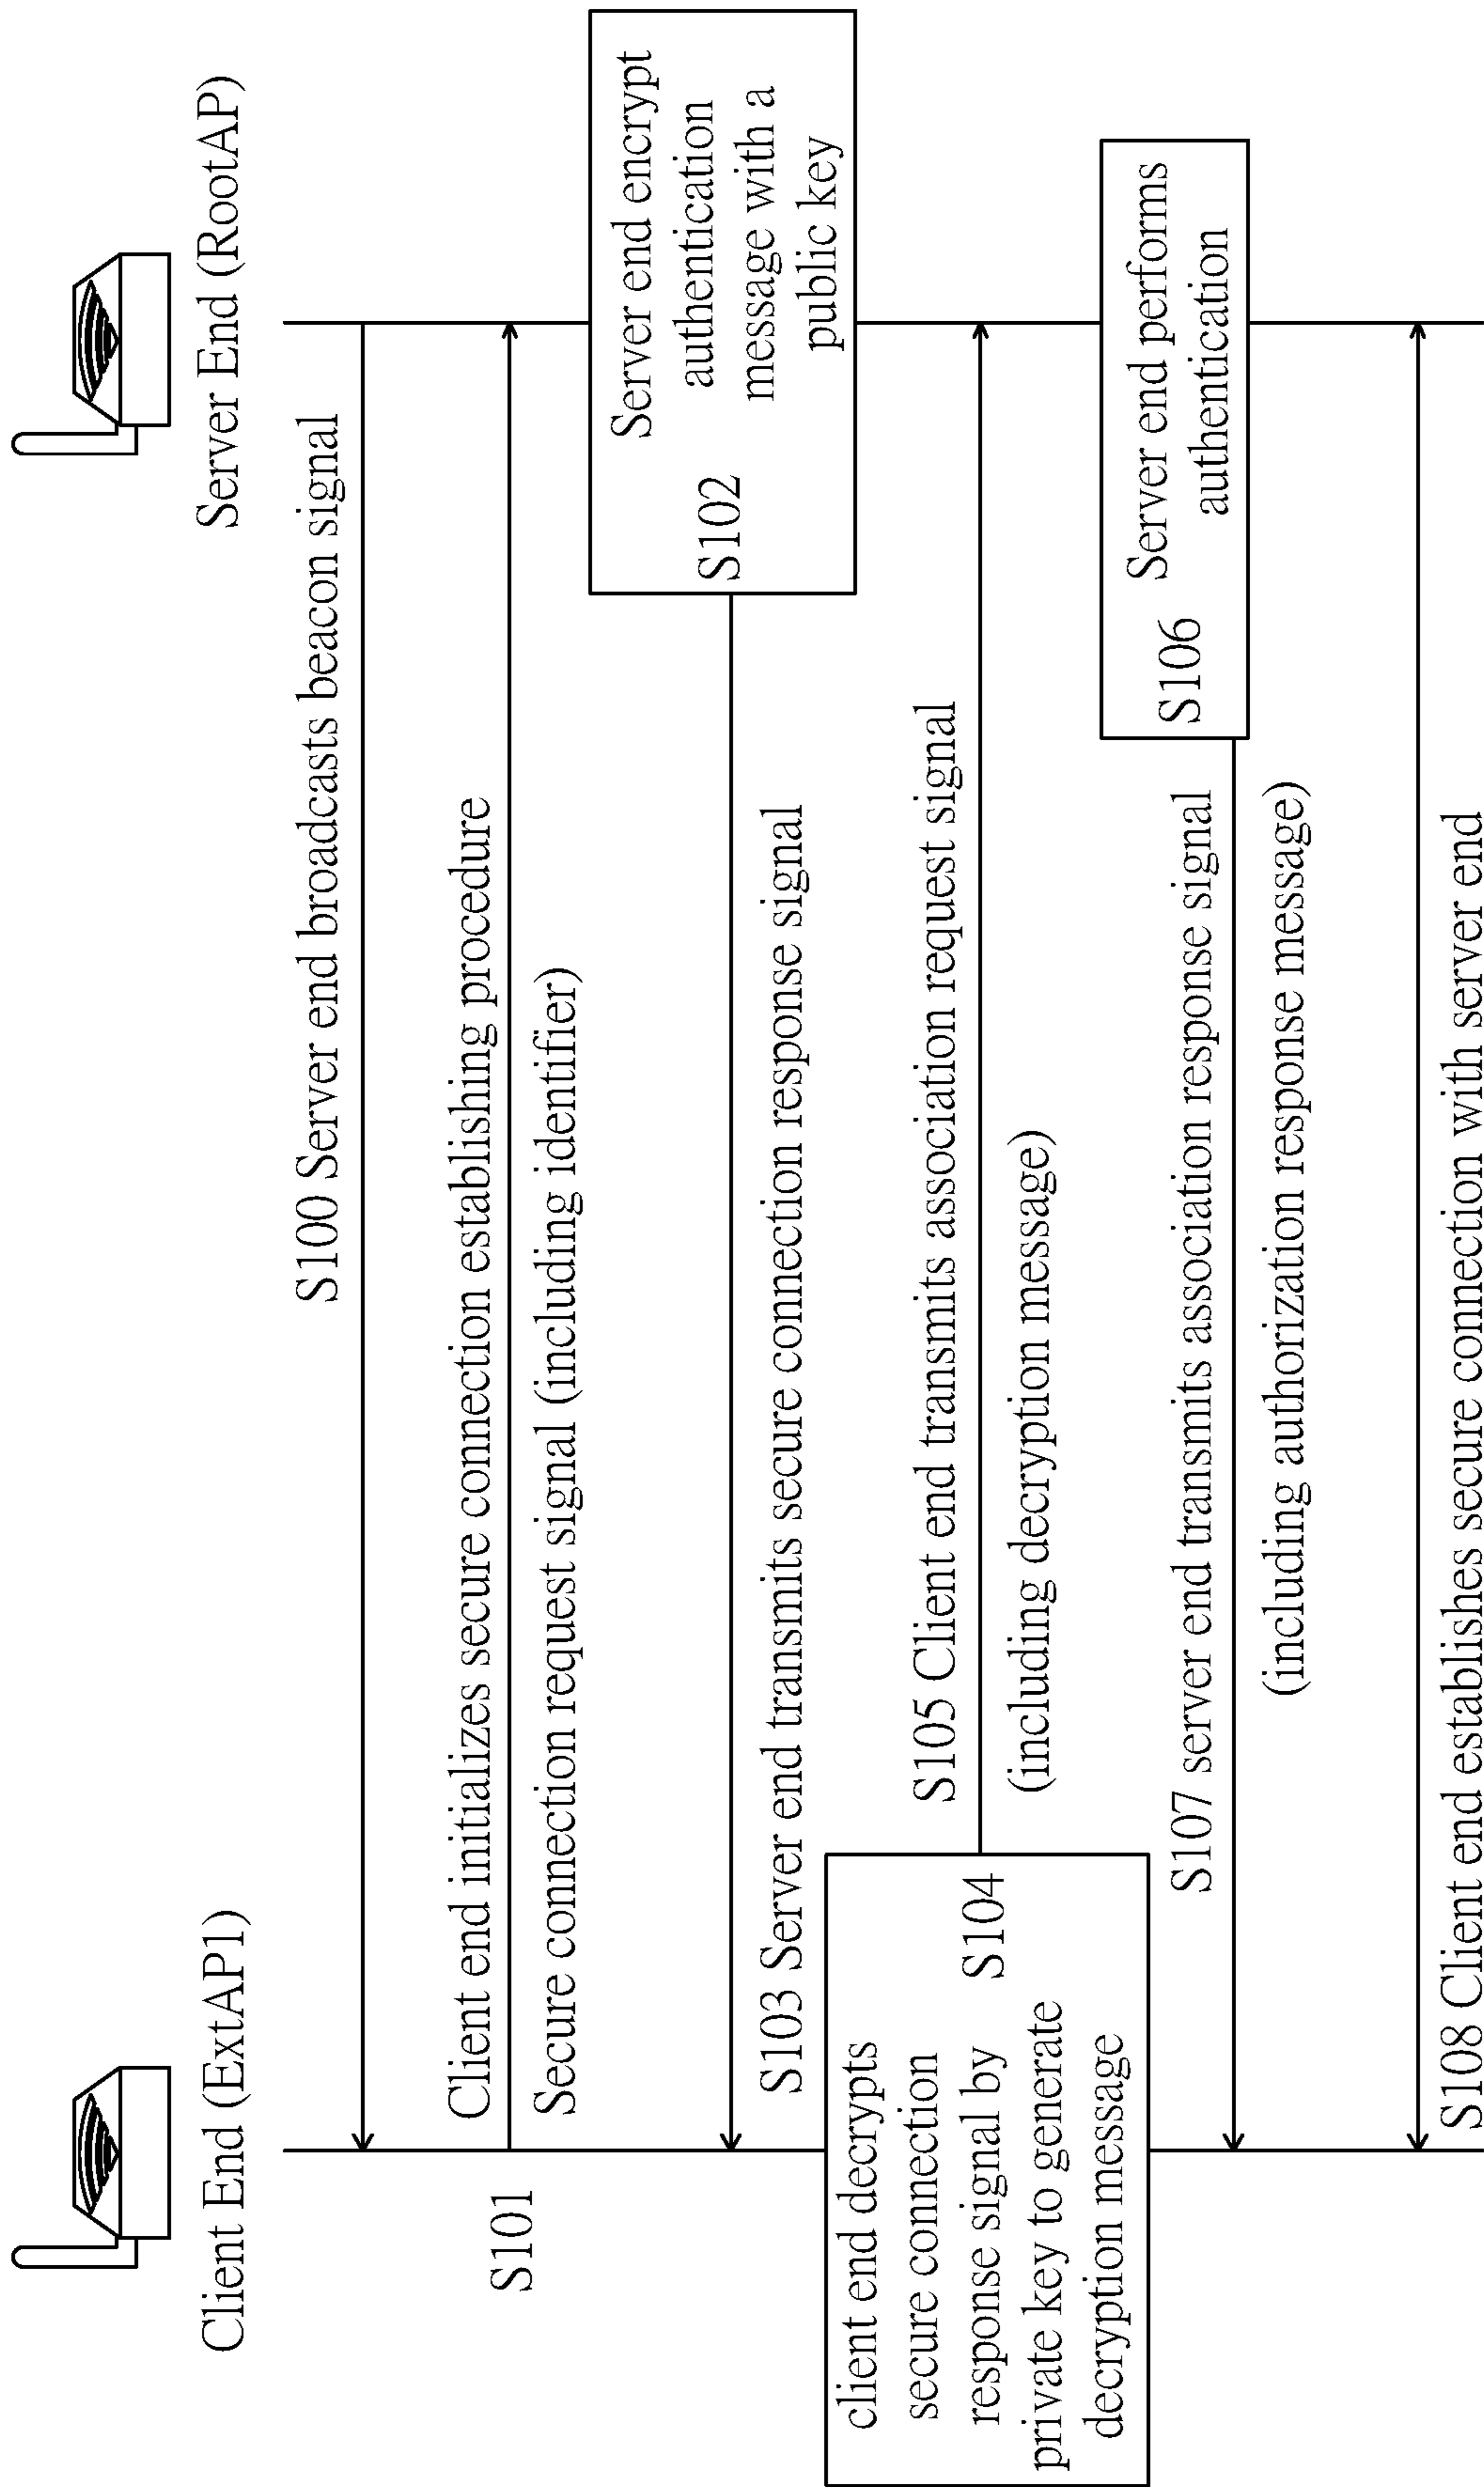 Client End (ExtAP1)
Server End (RootAP)
S100 Server end broadcasts beacon signal
Client end initializes secure connection establishing procedure
S101
Secure connection request signal (including identifier)
Server end encrypt
authentication
S102
message with a
public key
S103 Server end transmits secure connection response signal
client end decrypts
secure connection
response signal by
S104
private key to generate
decryption message
S105 Client end transmits association request signal
(including decryption message)
Server end performs
S106
authentication
S107 server end transmits association response signal
(including authorization response message)
S108 Client end establishes secure connection with server end